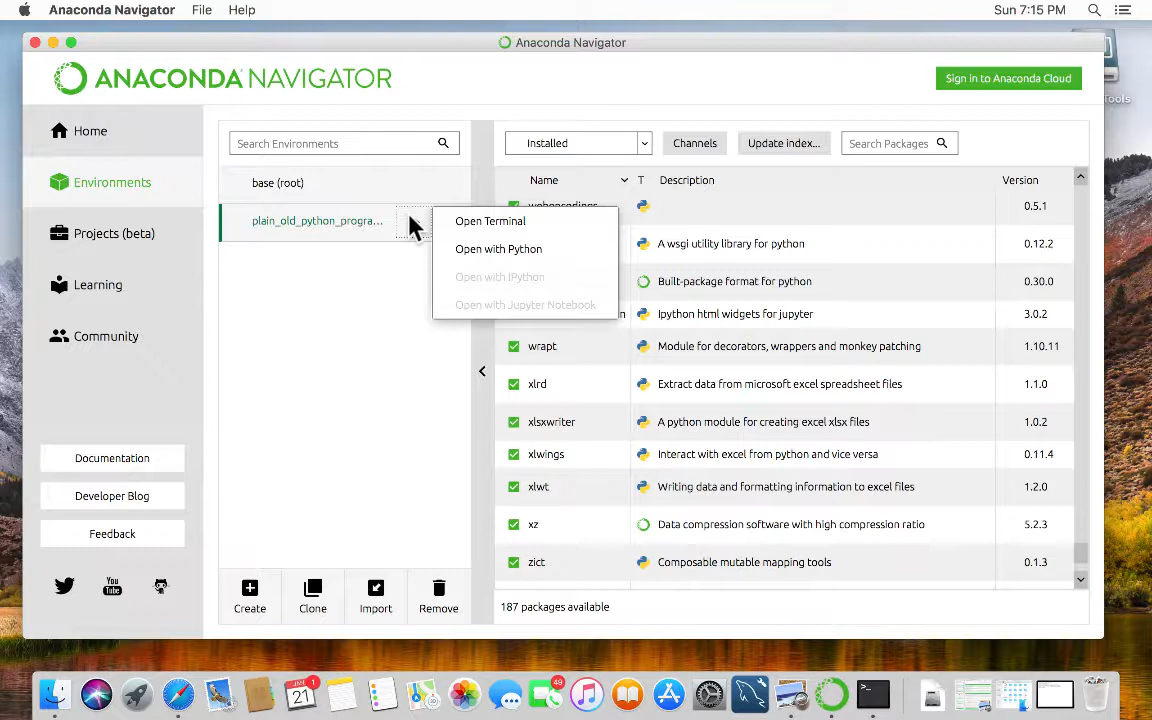 Anaconda Navigator File Help Sun 7:15 PM
Anaconda Navigator
ANACONDA NAVIGATOR
Sign in to Anaconda Cloud
Tools
Home
Environments
Projects (beta)
Learning
Community
Documentation
Developer Blog
Feedback
You
Tube
Search Environments
base (root)
plain_old_python_progra...
Open Terminal
Open with Python
Open with IPython
Open with Jupyter Notebook
Create Clone Import Remove
Installed Channels Update index... Search Packages
Name T Description Version
webencodings 0.5.1
A wsgi utility library for python 0.12.2
Built-package format for python 0.30.0
n Ipython html widgets for jupyter 3.0.2
wrapt Module for decorators, wrappers and monkey patching 1.10.11
xlrd Extract data from microsoft excel spreadsheet files 1.1.0
xlsxwriter A python module for creating excel xlsx files 1.0.2
xlwings Interact with excel from python and vice versa 0.11.4
xlwt Writing data and formatting information to excel files 1.2.0
xz Data compression software with high compression ratio 5.2.3
zict Composable mutable mapping tools 0.1.3
187 packages available
21
1
49